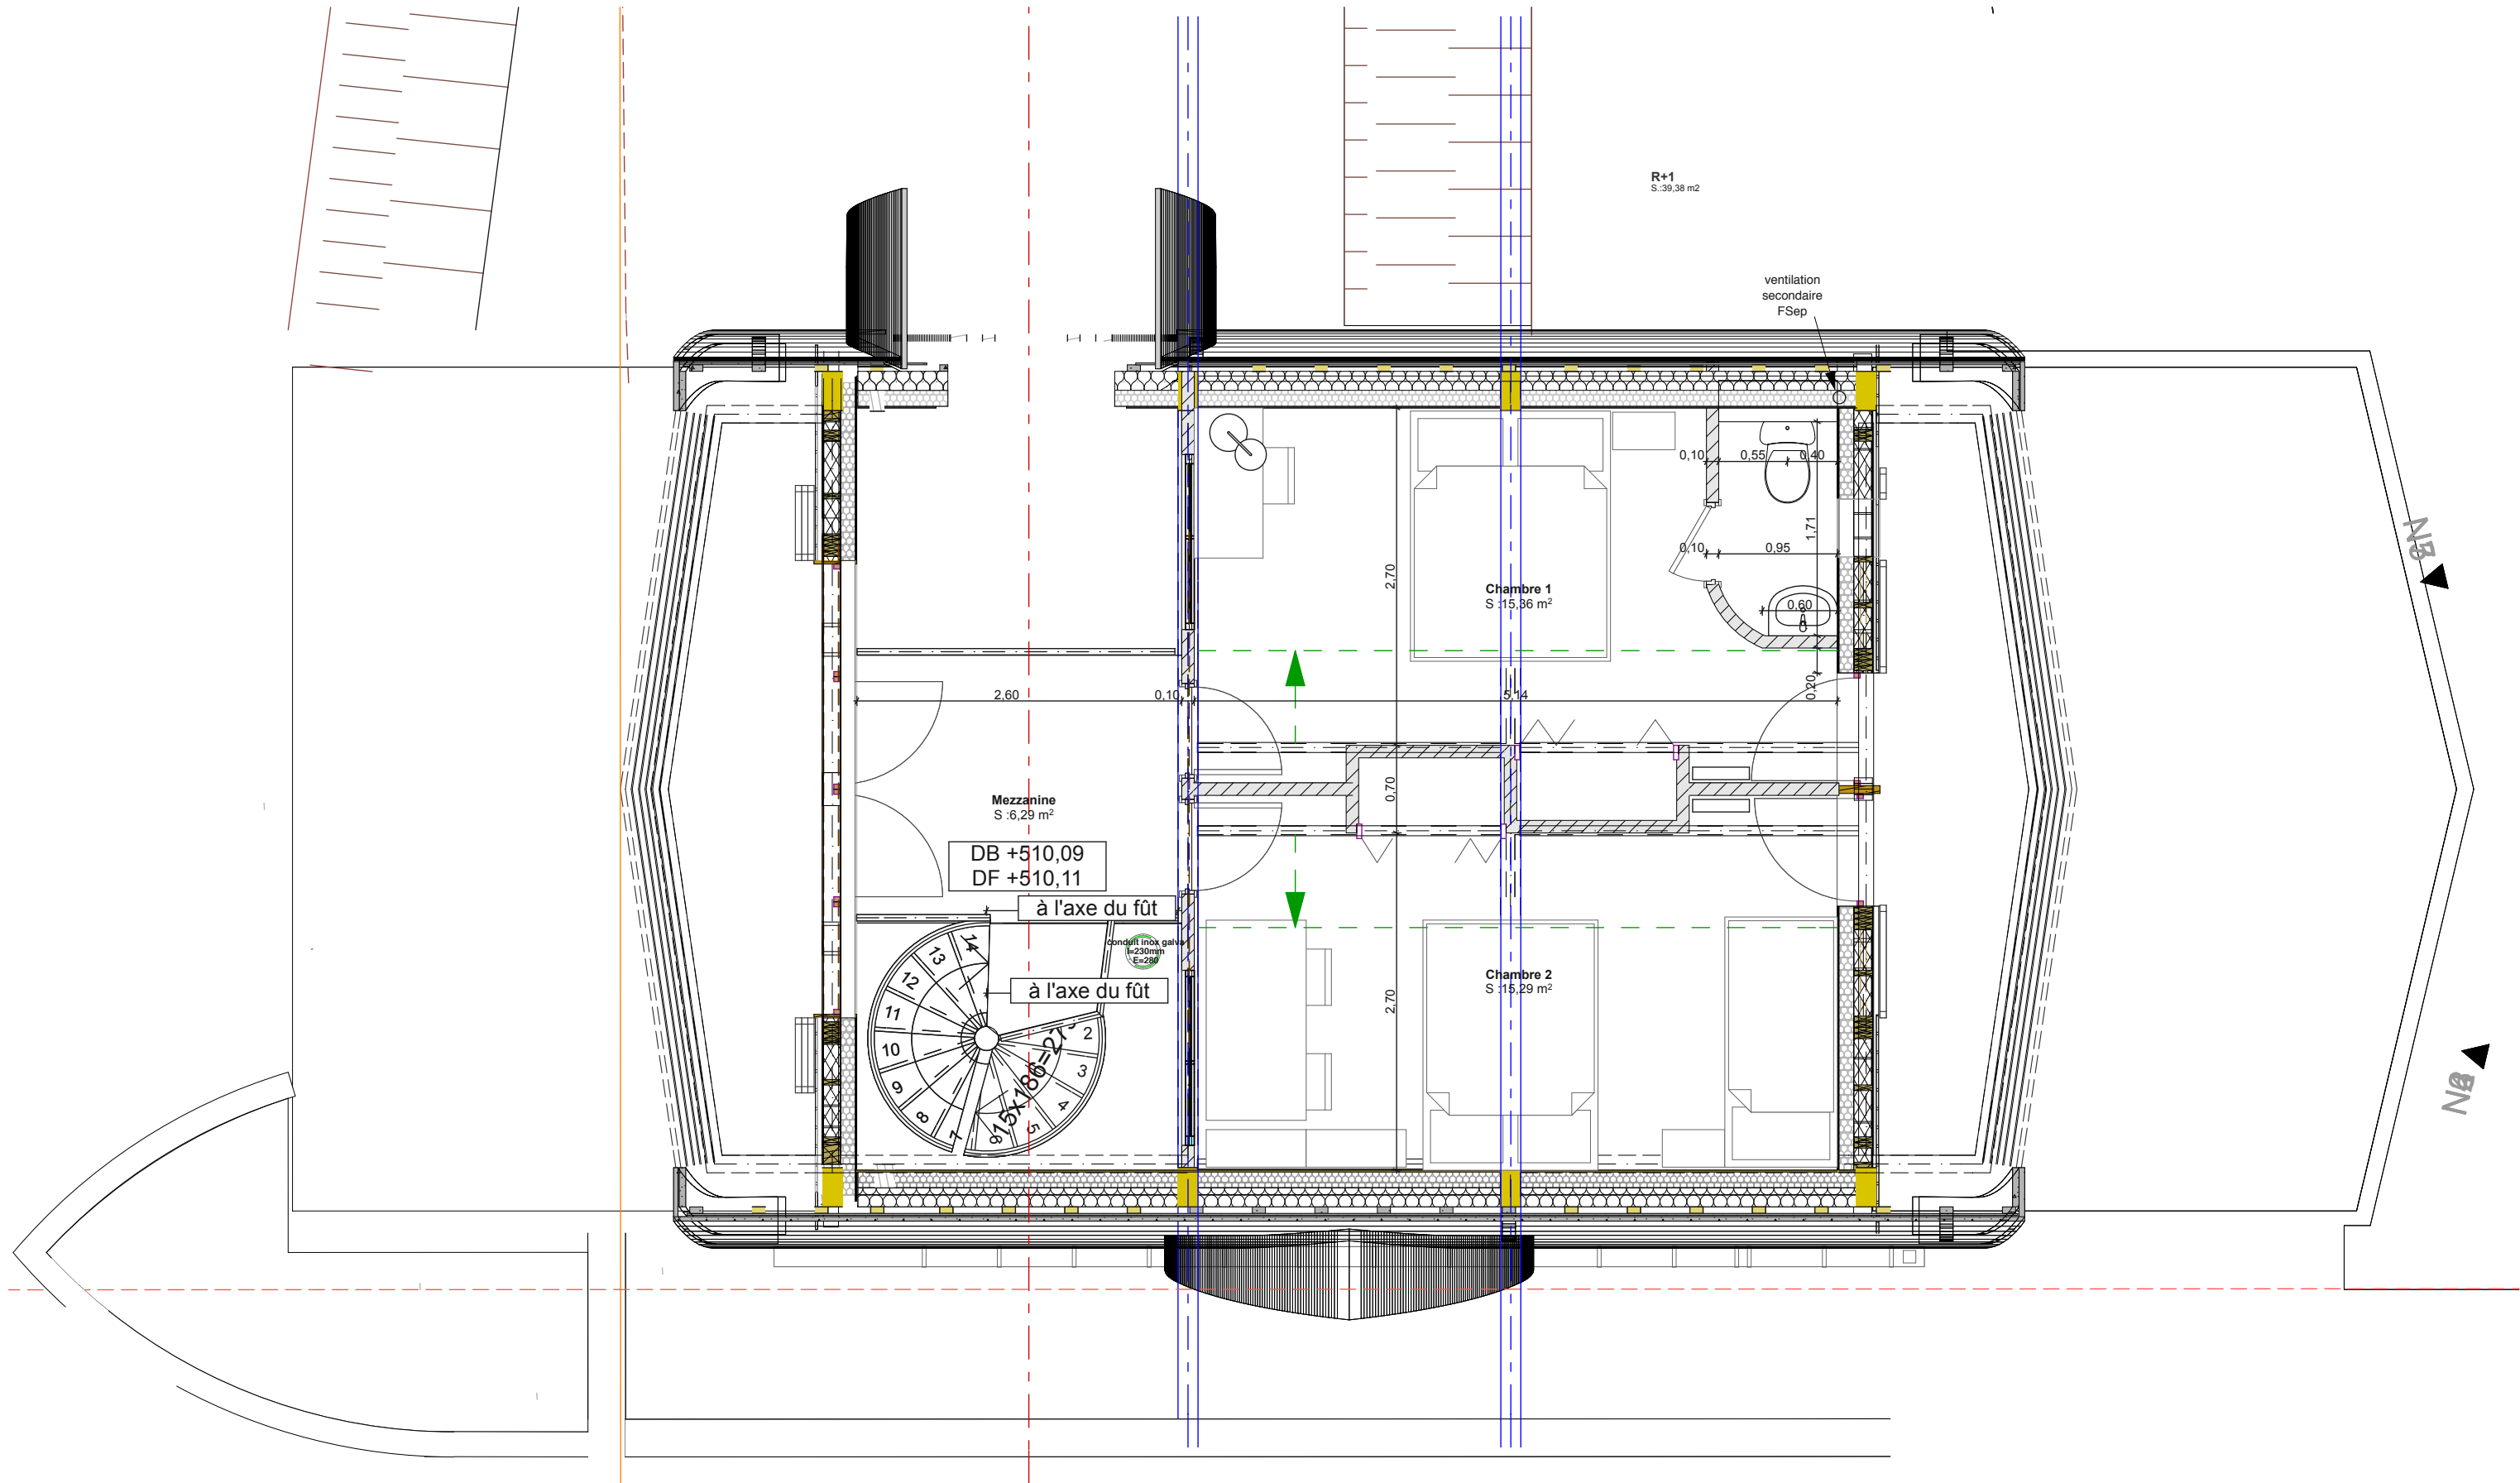 R+1
S.:39,38 m2
ventilation
secondaire
FSep
0,10
0,55
0,40
1,71
0,10
0,95
0,60
0,20
2,70
Chambre 1
S :15,36 m²
2,60
0,10
5,14
0,70
Mezzanine
S :6,29 m²
DB +510,09
DF +510,11
à l'axe du fût
conduit inox galva
I=230mm
E=280
à l'axe du fût
Chambre 2
S :15,29 m²
2,70
14
13
12
11
10
9
8
7
6
5
4
3
2